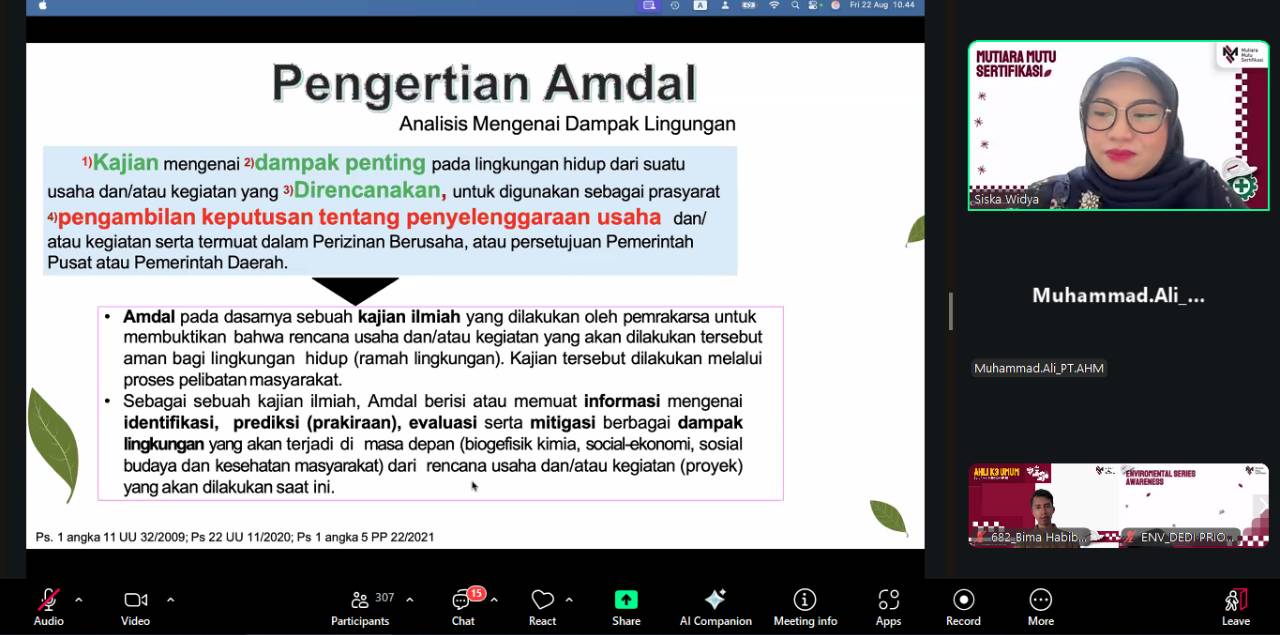 Fri 22 Aug 10.44
Pengertian Amdal
Analisis Mengenai Dampak Lingungan
1)Kajian mengenai 2)dampak penting pada lingkungan hidup dari suatu
usaha dan/atau kegiatan yang 3)Direncanakan, untuk digunakan sebagai prasyarat
4)pengambilan keputusan tentang penyelenggaraan usaha dan/
atau kegiatan serta termuat dalam Perizinan Berusaha, atau persetujuan Pemerintah
Pusat atau Pemerintah Daerah.
• Amdal pada dasarnya sebuah kajian ilmiah yang dilakukan oleh pemrakarsa untuk
membuktikan bahwa rencana usaha dan/atau kegiatan yang akan dilakukan tersebut
aman bagi lingkungan hidup (ramah lingkungan). Kajian tersebut dilakukan melalui
proses pelibatan masyarakat.
• Sebagai sebuah kajian ilmiah, Amdal berisi atau memuat informasi mengenai
identifikasi, prediksi (prakiraan), evaluasi serta mitigasi berbagai dampak
lingkungan yang akan terjadi di masa depan (biogefisik kimia, social-ekonomi, sosial
budaya dan kesehatan masyarakat) dari rencana usaha dan/atau kegiatan (proyek)
yang akan dilakukan saat ini.
Ps. 1 angka 11 UU 32/2009; Ps 22 UU 11/2020; Ps 1 angka 5 PP 22/2021
MUTIARA MUTU
SERTIFIKASI
Mutiara
Mutu
Sertifikasi
Siska Widya
Muhammad.Ali_...
Muhammad.Ali_PT.AHM
AHLI K3 UMUM
682_Bima Habib...
ENVIROMENTAL SERIES
AWARENESS
ENV_DEDI PRIO...
Audio
Video
307
Participants
15
Chat
React
Share
AI Companion
Meeting info
Apps
Record
More
Leave